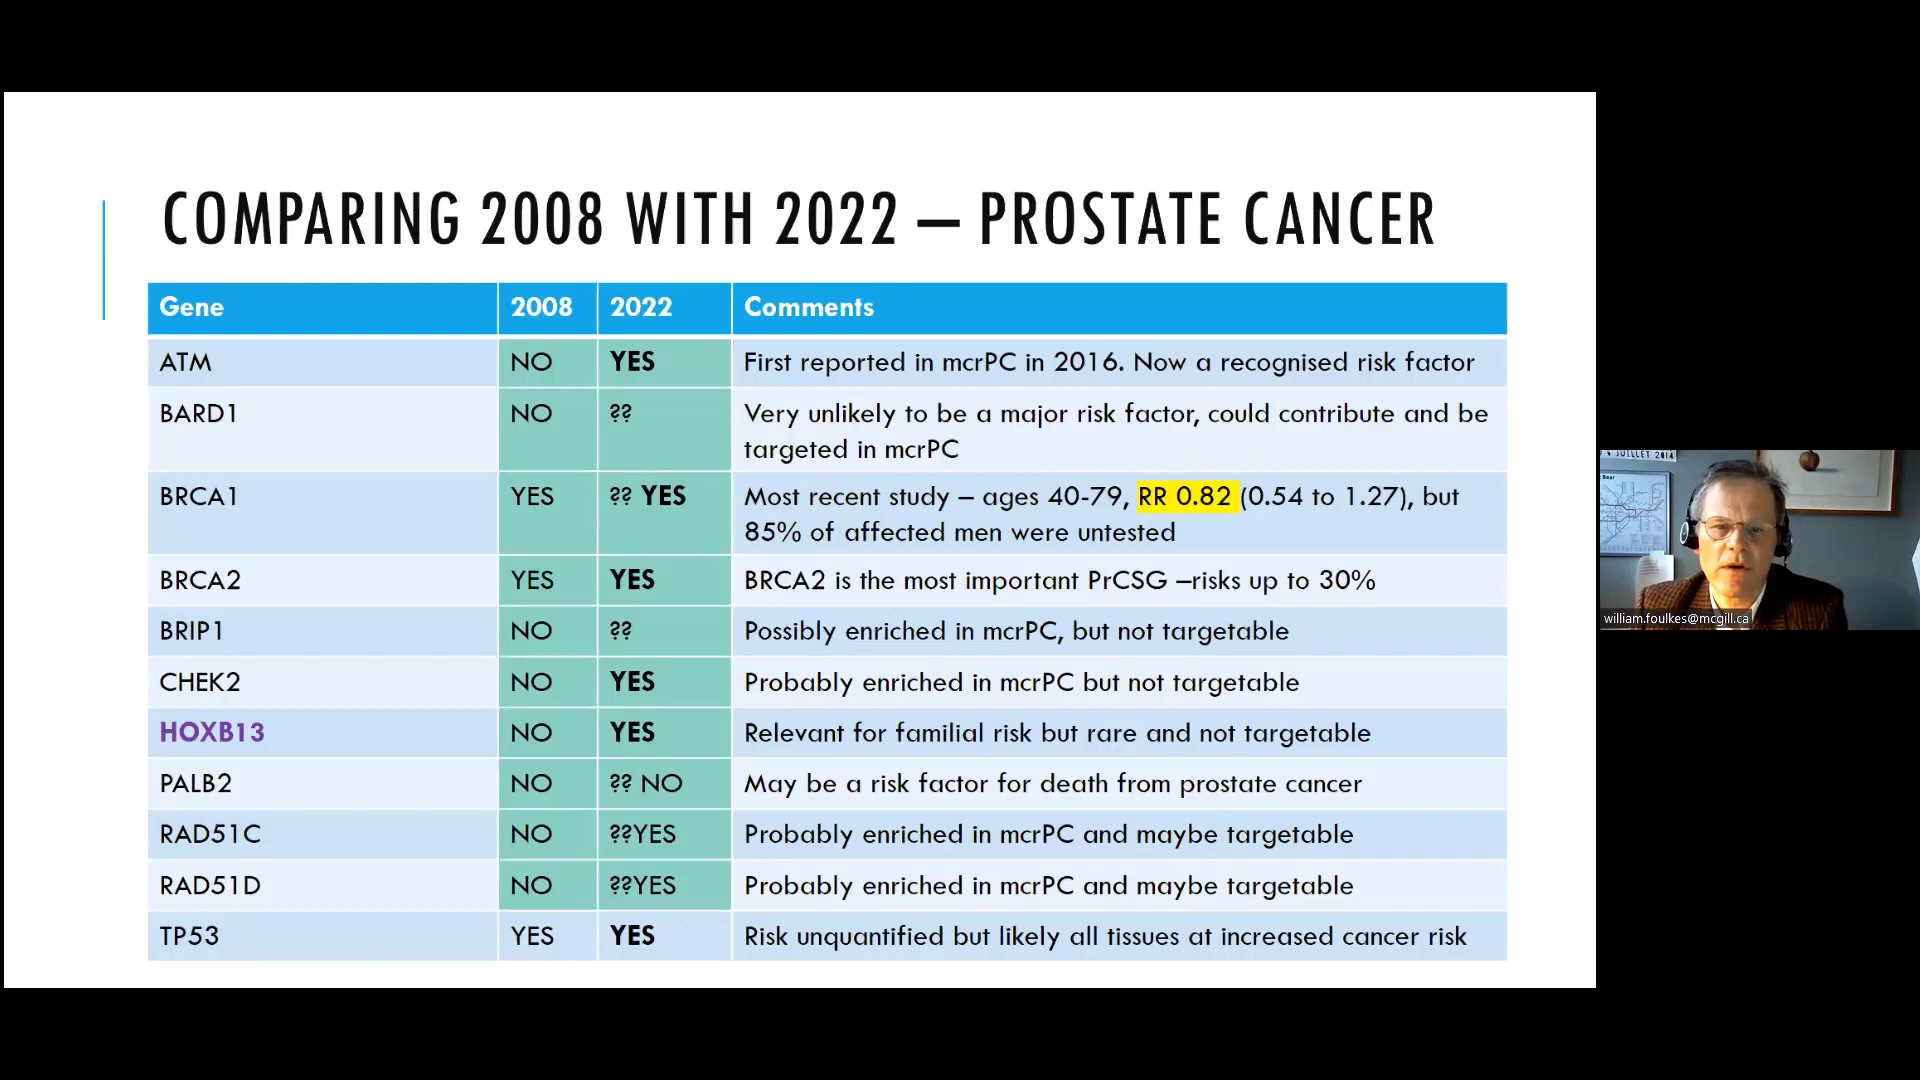 COMPARING 2008 WITH 2022 – PROSTATE CANCER
Gene 2008 2022 Comments
ATM NO YES First reported in mcrPC in 2016. Now a recognised risk factor
BARD1 NO ?? Very unlikely to be a major risk factor, could contribute and be
targeted in mcrPC
BRCA1 YES ?? YES Most recent study – ages 40-79, RR 0.82 (0.54 to 1.27), but
85% of affected men were untested
BRCA2 YES YES BRCA2 is the most important PrCSG –risks up to 30%
BRIP1 NO ?? Possibly enriched in mcrPC, but not targetable
CHEK2 NO YES Probably enriched in mcrPC but not targetable
HOXB13 NO YES Relevant for familial risk but rare and not targetable
PALB2 NO ?? NO May be a risk factor for death from prostate cancer
RAD51C NO ??YES Probably enriched in mcrPC and maybe targetable
RAD51D NO ??YES Probably enriched in mcrPC and maybe targetable
TP53 YES YES Risk unquantified but likely all tissues at increased cancer risk
6 JUILLET 2014
william.foulkes@mcgill.ca